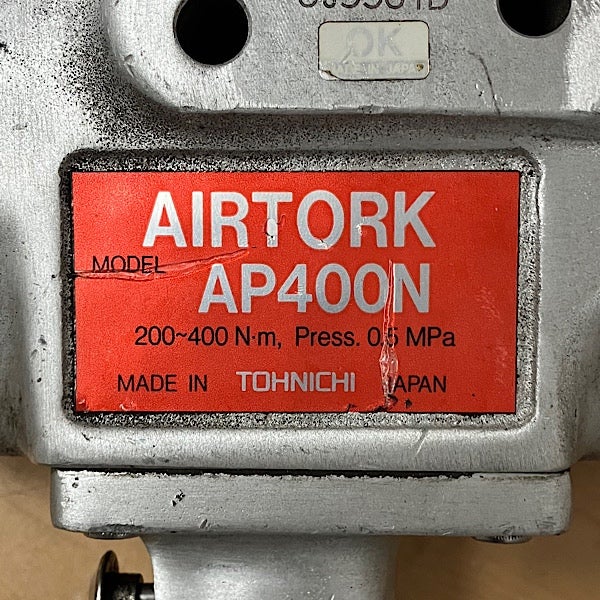 OK
AIRTORK
MODEL AP400N
200~400 N·m, Press. 0.5 MPa
MADE IN TOHNICHI JAPAN